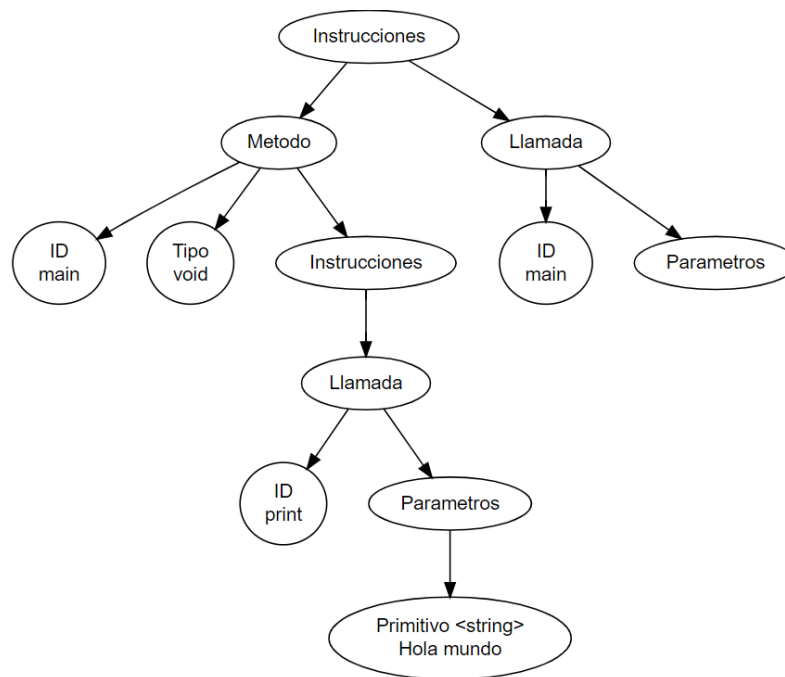 Instrucciones
Metodo
Llamada
ID
main
Tipo
void
Instrucciones
ID
main
Parametros
Llamada
ID
print
Parametros
Primitivo <string>
Hola mundo